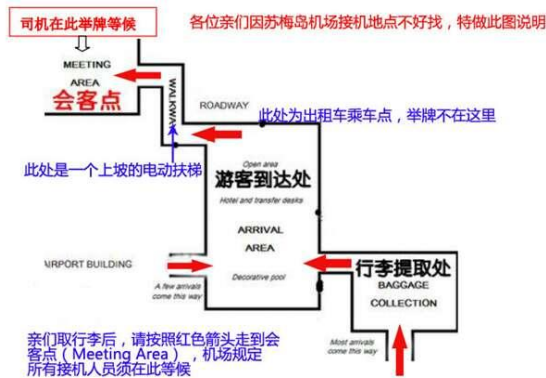 司机在此举牌等候
各位亲们因苏梅岛机场接机地点不好找，特做此图说明
MEETING
AREA
会客点
WALKWAY
ROADWAY
此处为出租车乘车点，举牌不在这里
此处是一个上坡的电动扶梯
Open area
游客到达处
Hotel and transfer desks
ARRIVAL
AREA
AIRPORT BUILDING
Decorative pool
A few arrivals
come this way
行李提取处
BAGGAGE
COLLECTION
Most arrivals
come this way
亲们取行李后，请按照红色箭头走到会
客点（Meeting Area），机场规定
所有接机人员须在此等候